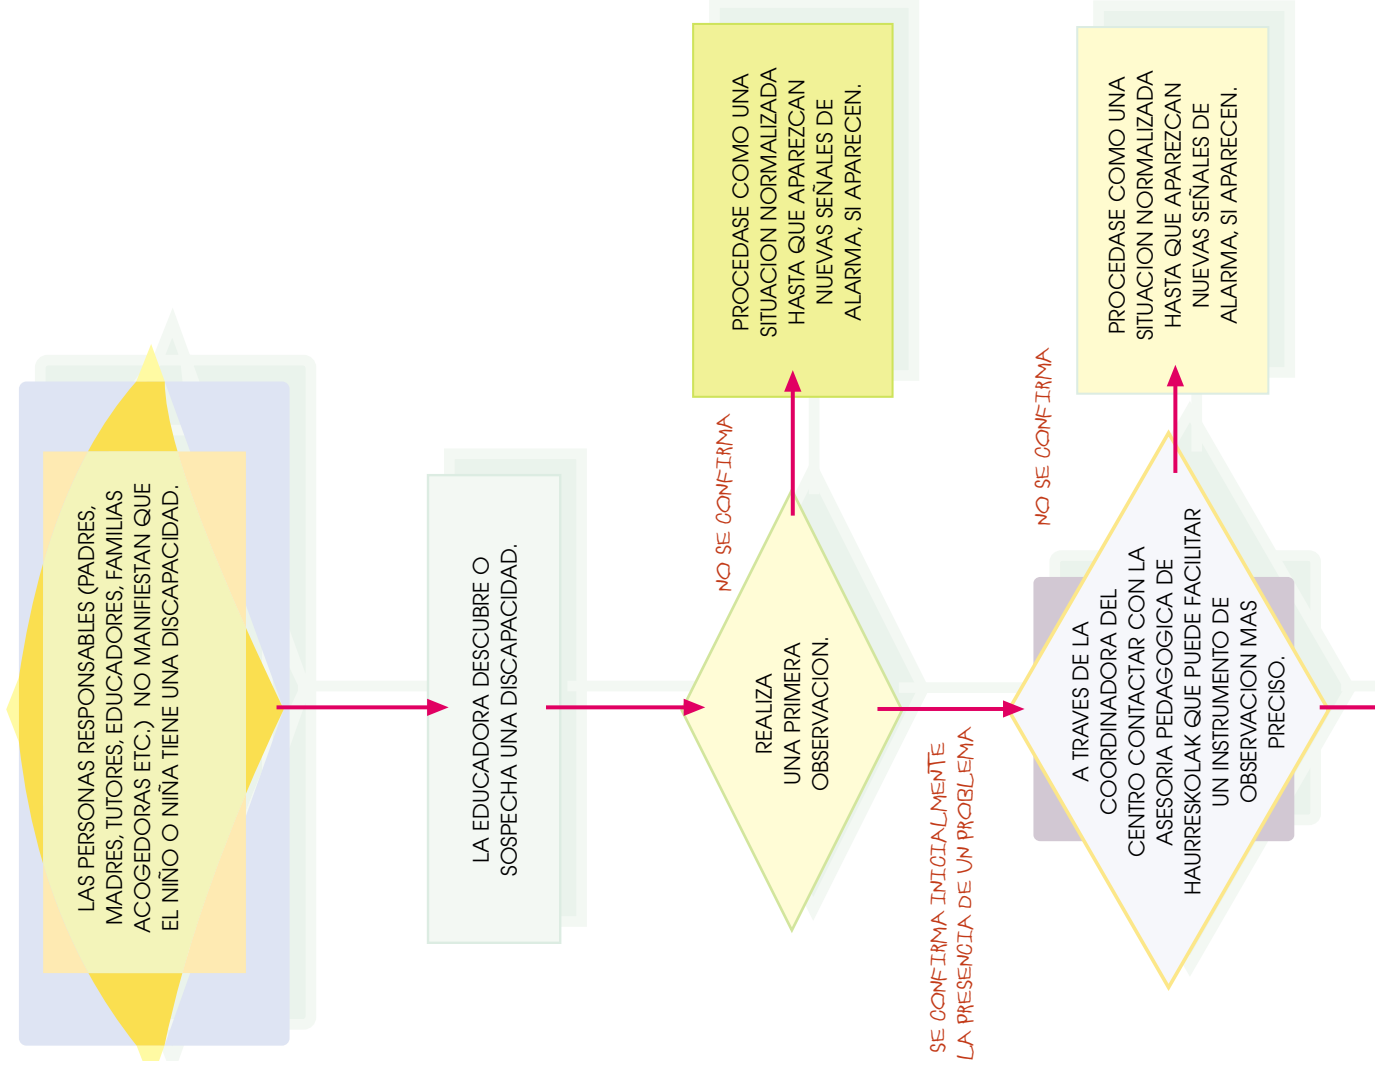 LAS PERSONAS RESPONSABLES (PADRES,
MADRES, TUTORES, EDUCADORES, FAMILIAS
ACOGEDORAS ETC.) NO MANIFIESTAN QUE
EL NIÑO O NIÑA TIENE UNA DISCAPACIDAD.
LA EDUCADORA DESCUBRE O
SOSPECHA UNA DISCAPACIDAD.
REALIZA
UNA PRIMERA
OBSERVACION.
NO SE CONFIRMA
PROCEDASE COMO UNA
SITUACION NORMALIZADA
HASTA QUE APAREZCAN
NUEVAS SEÑALES DE
ALARMA, SI APARECEN.
SE CONFIRMA INICIALMENTE
LA PRESENCIA DE UN PROBLEMA
A TRAVES DE LA
COORDINADORA DEL
CENTRO CONTACTAR CON LA
ASESORIA PEDAGOGICA DE
HAURRESKOLAK QUE PUEDE FACILITAR
UN INSTRUMENTO DE
OBSERVACION MAS
PRECISO.
NO SE CONFIRMA
PROCEDASE COMO UNA
SITUACION NORMALIZADA
HASTA QUE APAREZCAN
NUEVAS SEÑALES DE
ALARMA, SI APARECEN.